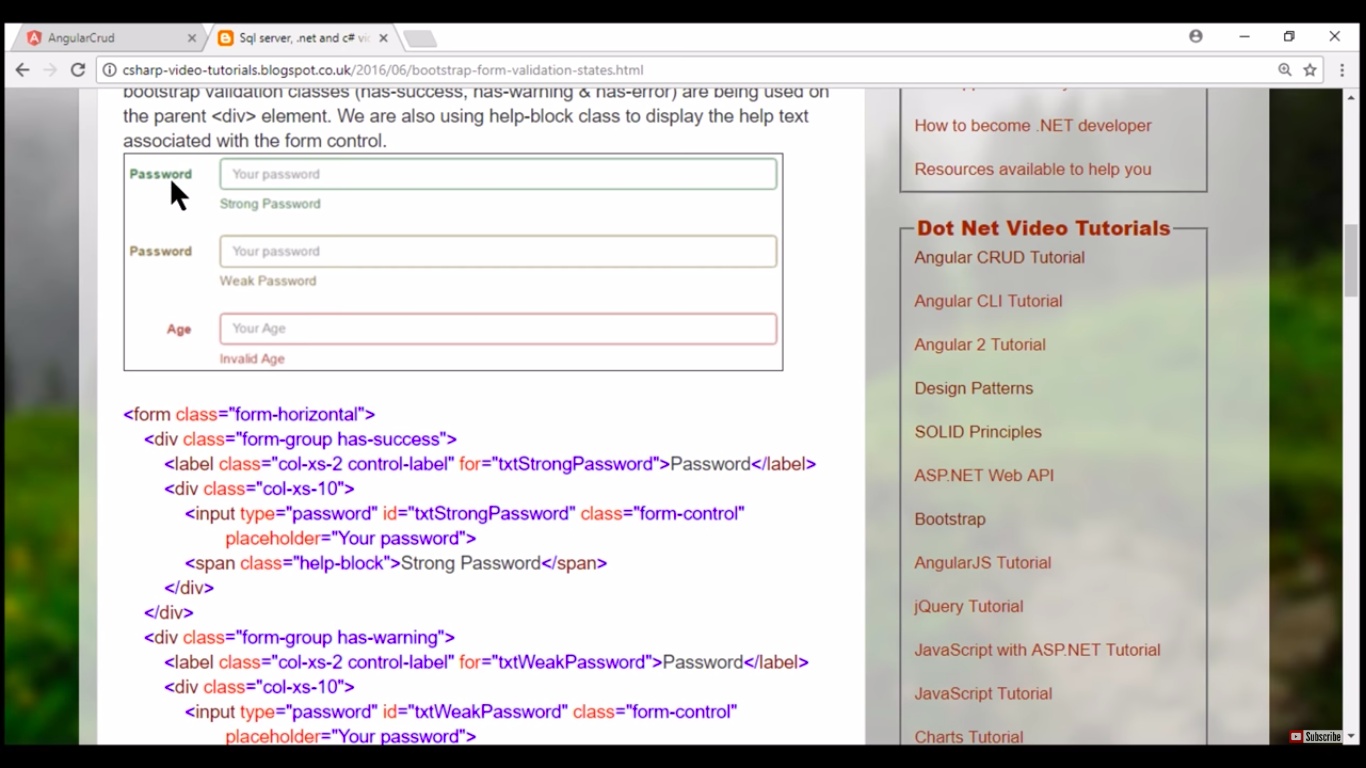 AngularCrud
Sql server, .net and c# vi
csharp-video-tutorials.blogspot.co.uk/2016/06/bootstrap-form-validation-states.html
bootstrap validation classes (has-success, has-warning & has-error) are being used on
the parent <div> element. We are also using help-block class to display the help text
associated with the form control.
Password
Your password
Strong Password
Password
Your password
Weak Password
Age
Your Age
Invalid Age
<form class="form-horizontal">
<div class="form-group has-success">
<label class="col-xs-2 control-label" for="txtStrongPassword">Password</label>
<div class="col-xs-10">
<input type="password" id="txtStrongPassword" class="form-control"
placeholder="Your password">
<span class="help-block">Strong Password</span>
</div>
</div>
<div class="form-group has-warning">
<label class="col-xs-2 control-label" for="txtWeakPassword">Password</label>
<div class="col-xs-10">
<input type="password" id="txtWeakPassword" class="form-control"
placeholder="Your password">
How to become .NET developer
Resources available to help you
Dot Net Video Tutorials
Angular CRUD Tutorial
Angular CLI Tutorial
Angular 2 Tutorial
Design Patterns
SOLID Principles
ASP.NET Web API
Bootstrap
AngularJS Tutorial
jQuery Tutorial
JavaScript with ASP.NET Tutorial
JavaScript Tutorial
Charts Tutorial
Subscribe